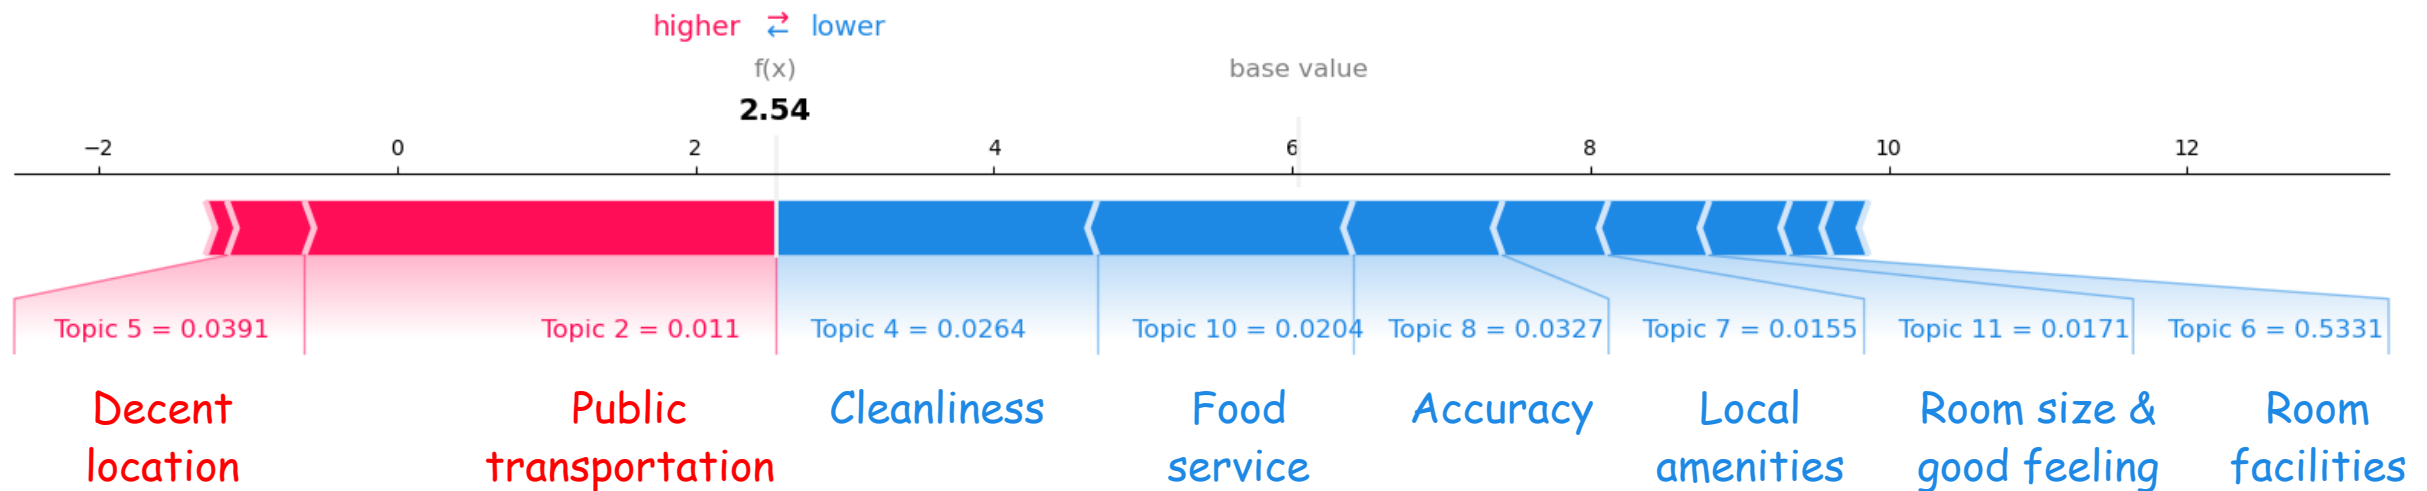 higher ⇄ lower
f(x) base value
2.54
−2 0 2 4 6 8 10 12
Topic 5 = 0.0391 Topic 2 = 0.011 Topic 4 = 0.0264 Topic 10 = 0.0204 Topic 8 = 0.0327 Topic 7 = 0.0155 Topic 11 = 0.0171 Topic 6 = 0.5331
Decent Public Cleanliness Food Accuracy Local Room size & Room
location transportation service amenities good feeling facilities